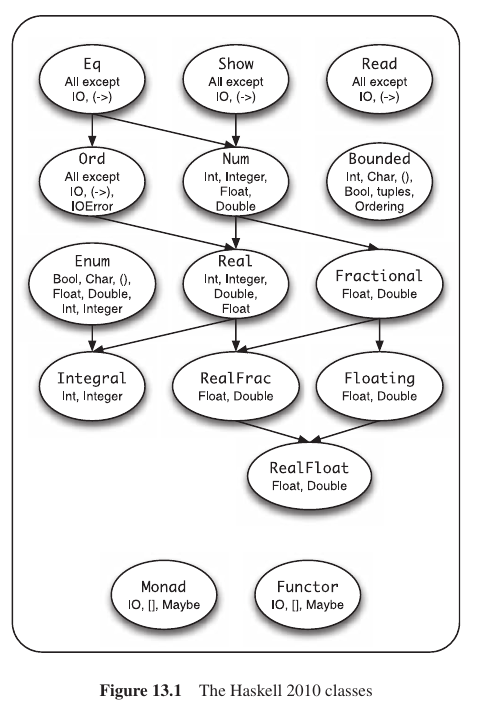 Eq
All except
IO, (->)
Show
All except
IO, (->)
Read
All except
IO, (->)
Ord
All except
IO, (->),
IOError
Num
Int, Integer,
Float,
Double
Bounded
Int, Char, (),
Bool, tuples,
Ordering
Enum
Bool, Char, (),
Float, Double,
Int, Integer
Real
Int, Integer,
Double,
Float
Fractional
Float, Double
Integral
Int, Integer
RealFrac
Float, Double
Floating
Float, Double
RealFloat
Float, Double
Monad
IO, [], Maybe
Functor
IO, [], Maybe
Figure 13.1 The Haskell 2010 classes